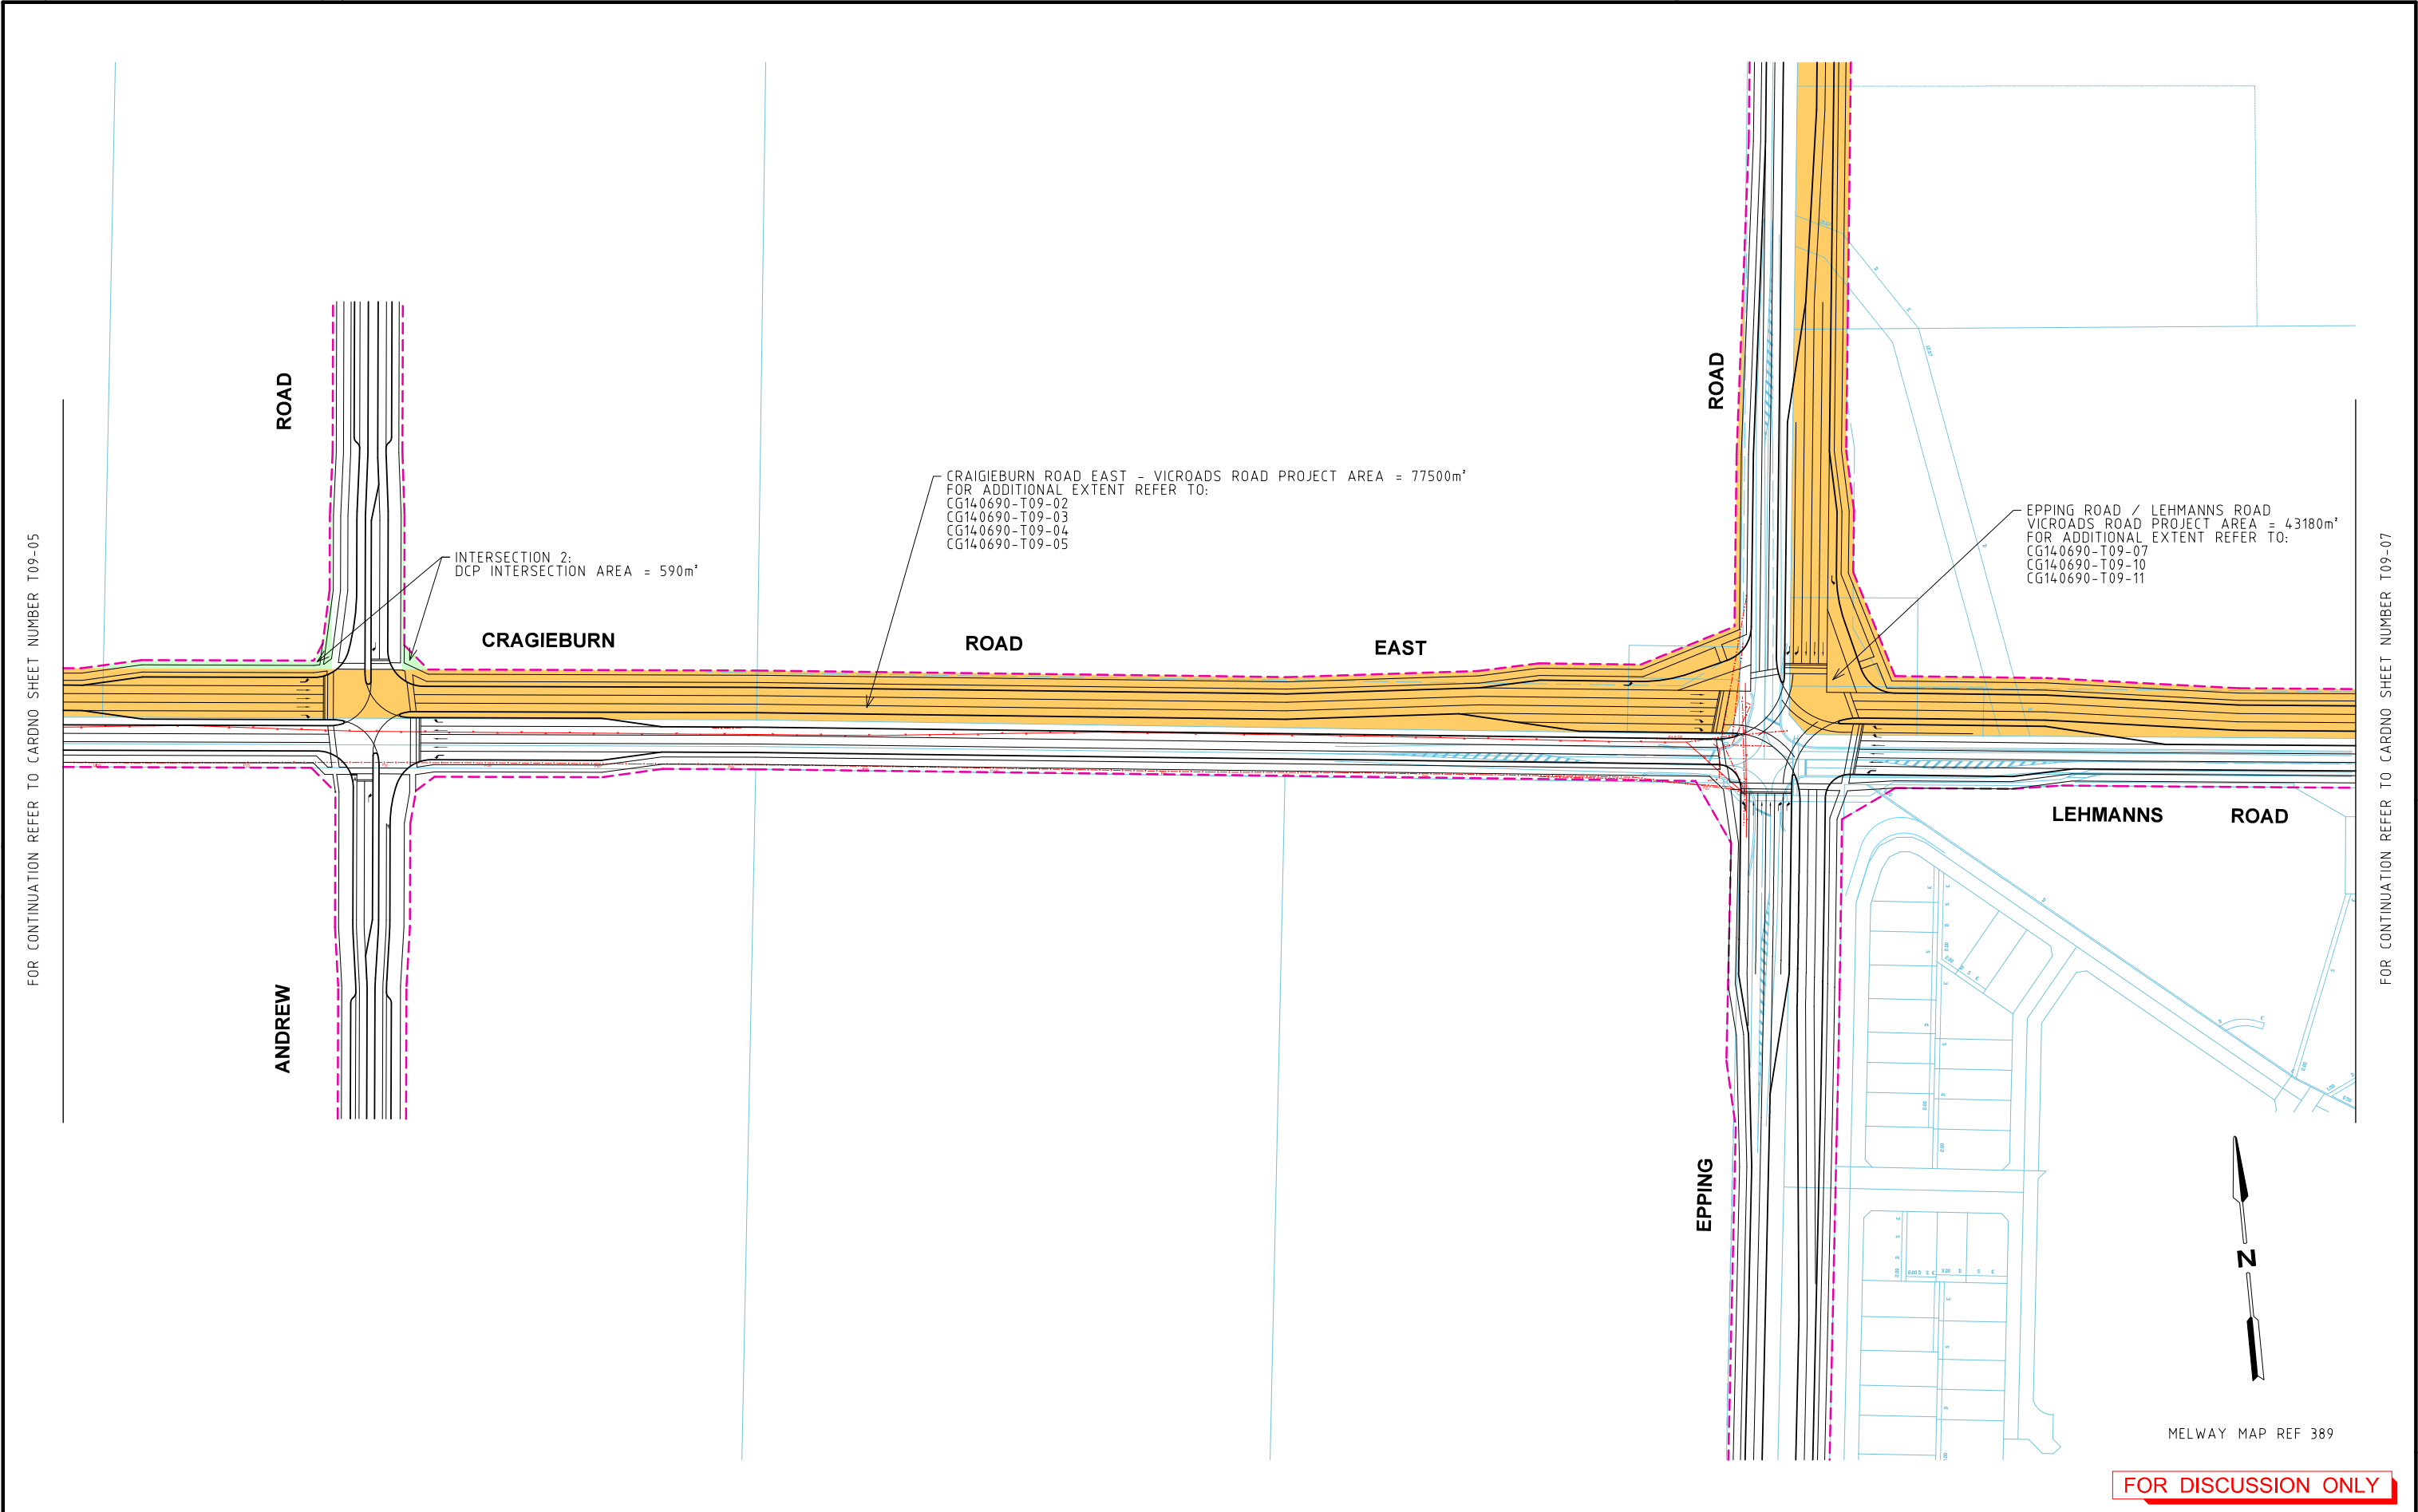 FOR CONTINUATION REFER TO CARDNO SHEET NUMBER T09-05
ROAD
ANDREW
INTERSECTION 2:
DCP INTERSECTION AREA = 590m²
CRAGIEBURN ROAD EAST
CRAIGIEBURN ROAD EAST - VICROADS ROAD PROJECT AREA = 77500m²
FOR ADDITIONAL EXTENT REFER TO:
CG140690-T09-02
CG140690-T09-03
CG140690-T09-04
CG140690-T09-05
ROAD
EPPING
EPPING ROAD / LEHMANNS ROAD
VICROADS ROAD PROJECT AREA = 43180m²
FOR ADDITIONAL EXTENT REFER TO:
CG140690-T09-07
CG140690-T09-10
CG140690-T09-11
LEHMANNS ROAD
FOR CONTINUATION REFER TO CARDNO SHEET NUMBER T09-07
N
MELWAY MAP REF 389
FOR DISCUSSION ONLY